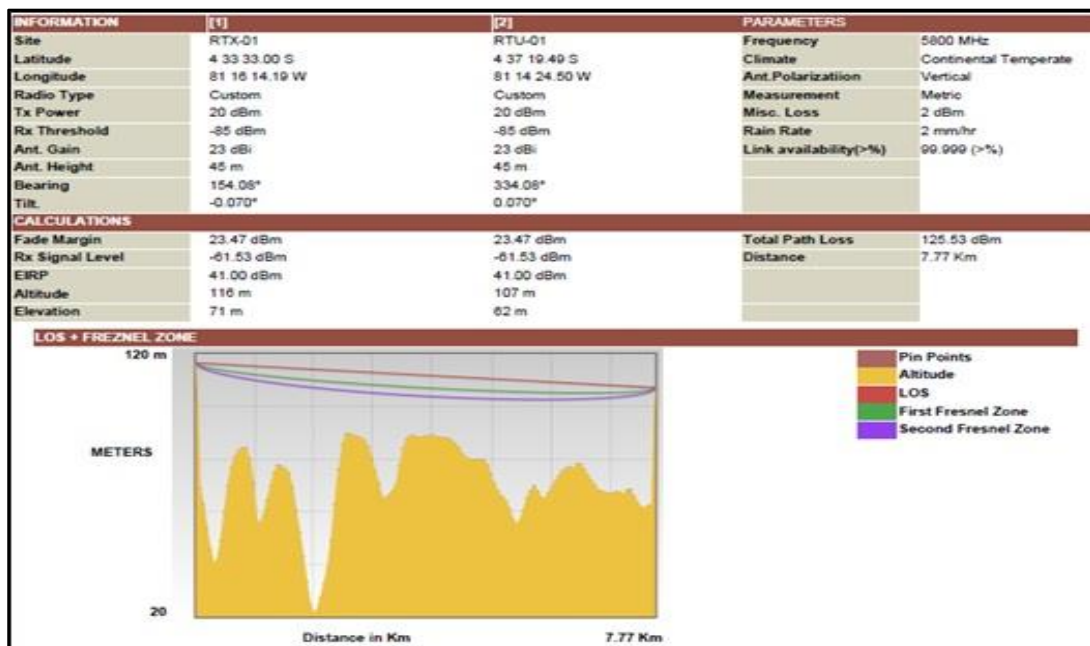 INFORMATION [1] [2] PARAMETERS
Site RTX-01 RTU-01 Frequency 5800 MHz
Latitude 4 33 33.00 S 4 37 19.49 S Climate Continental Temperate
Longitude 81 16 14.19 W 81 14 24.50 W Ant.Polarizatiion Vertical
Radio Type Custom Custom Measurement Metric
Tx Power 20 dBm 20 dBm Misc. Loss 2 dBm
Rx Threshold -85 dBm -85 dBm Rain Rate 2 mm/hr
Ant. Gain 23 dBi 23 dBi Link availability(>%) 99.999 (>%)
Ant. Height 45 m 45 m
Bearing 154.08° 334.08°
Tilt. -0.070° 0.070°
CALCULATIONS
Fade Margin 23.47 dBm 23.47 dBm Total Path Loss 125.53 dBm
Rx Signal Level -61.53 dBm -61.53 dBm Distance 7.77 Km
EIRP 41.00 dBm 41.00 dBm
Altitude 116 m 107 m
Elevation 71 m 62 m
LOS + FREZNEL ZONE
120 m
METERS
20
Distance in Km 7.77 Km
Pin Points
Altitude
LOS
First Fresnel Zone
Second Fresnel Zone